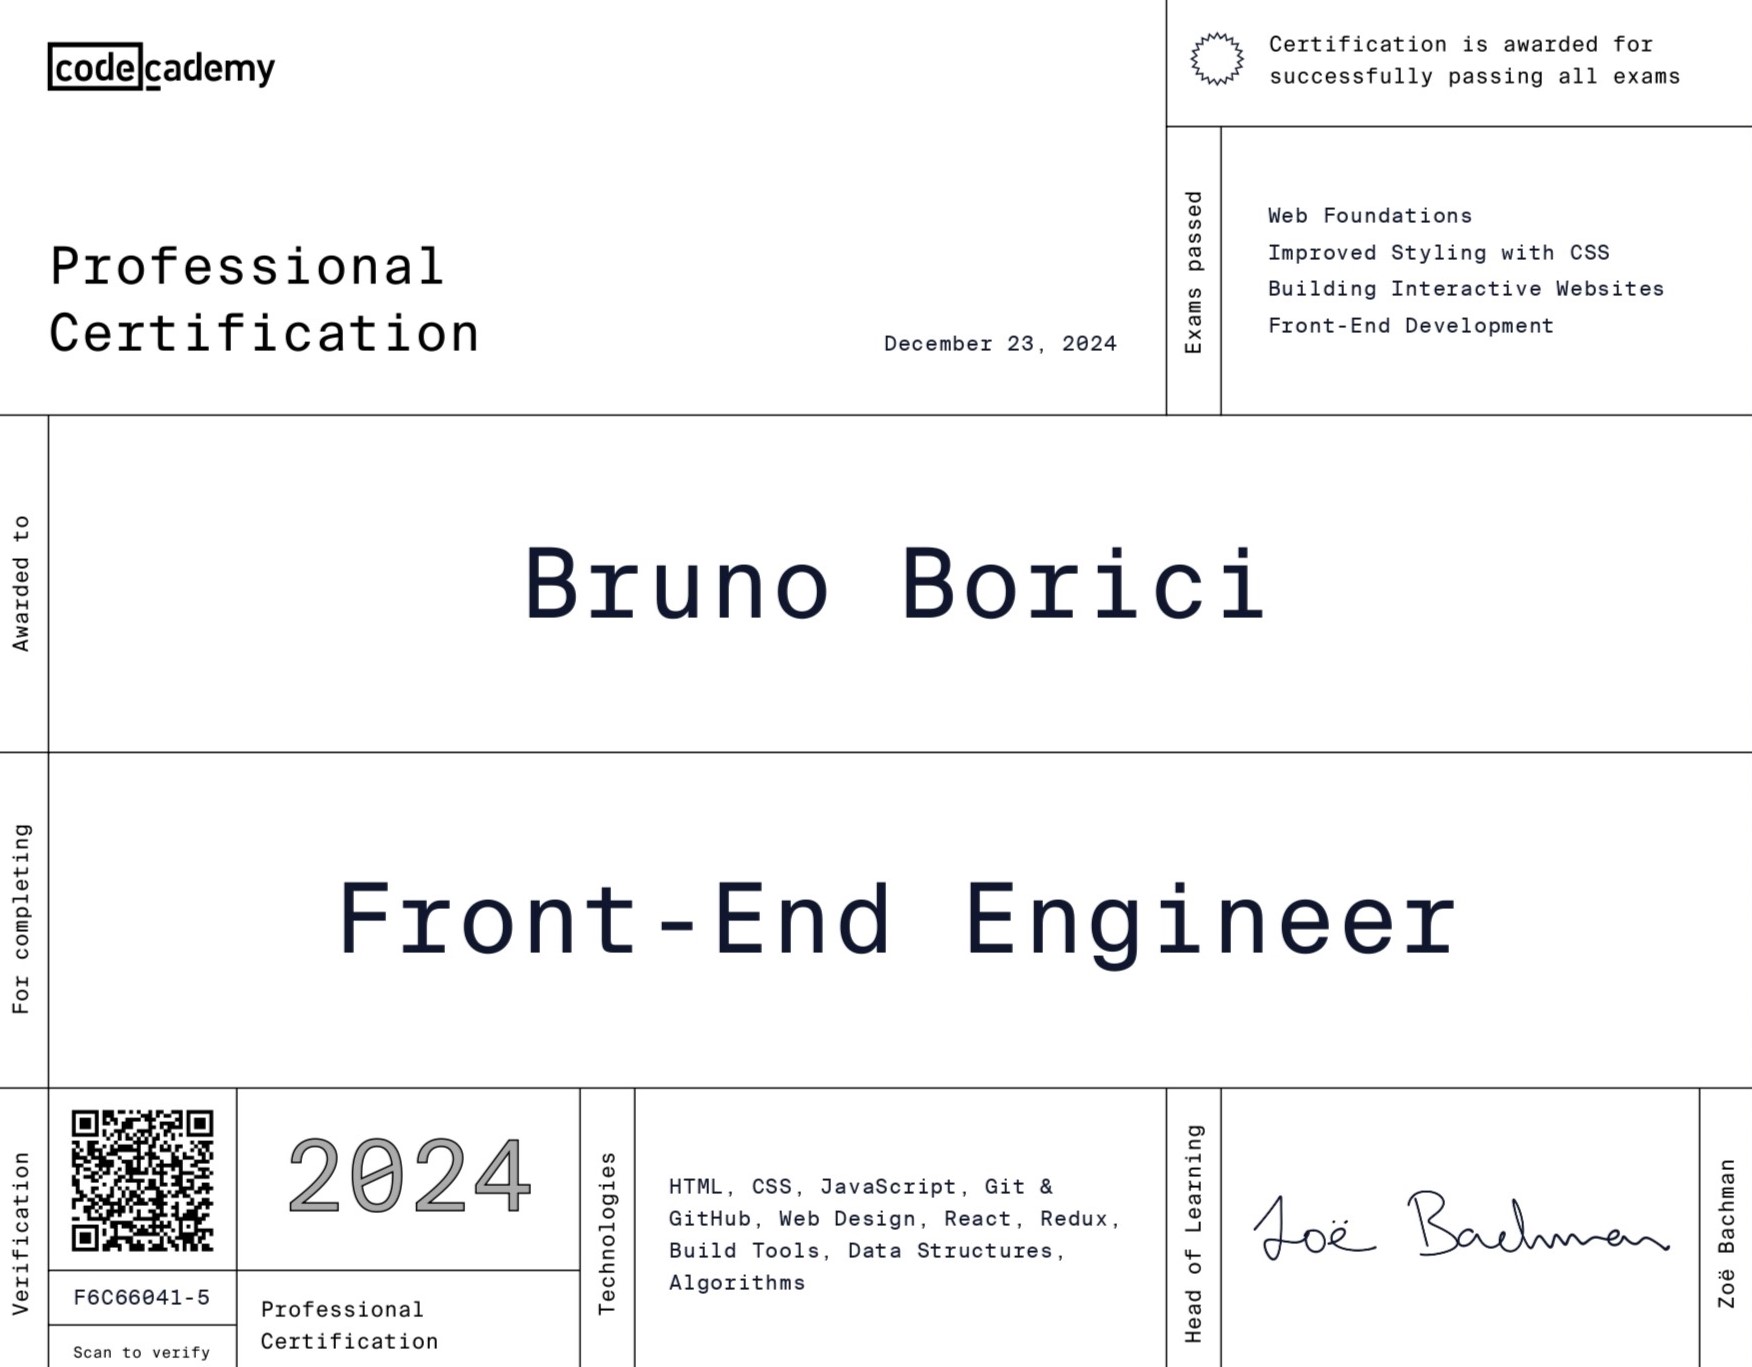 codecademy
Certification is awarded for
successfully passing all exams
Professional
Certification
December 23, 2024
Exams passed
Web Foundations
Improved Styling with CSS
Building Interactive Websites
Front-End Development
Awarded to
Bruno Borici
For completing
Front-End Engineer
Verification
F6C66041-5
Scan to verify
2024
Professional
Certification
Technologies
HTML, CSS, JavaScript, Git &
GitHub, Web Design, React, Redux,
Build Tools, Data Structures,
Algorithms
Head of Learning
Zoë Bachman
Zoë Bachman